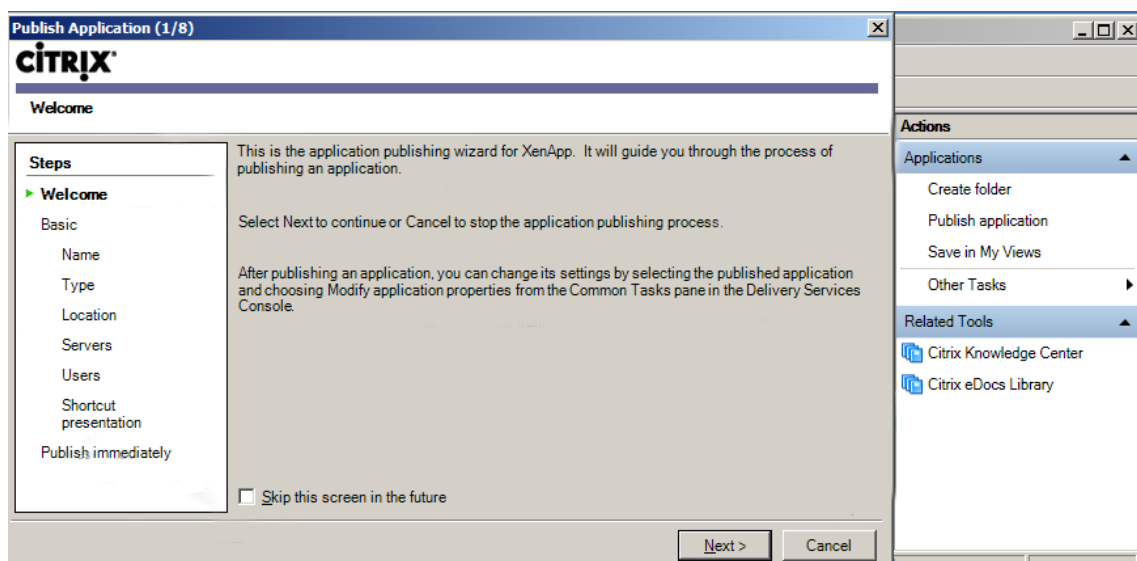 Publish Application (1/8)
CİTRIX
Welcome
Steps
Welcome
Basic
Name
Type
Location
Servers
Users
Shortcut
presentation
Publish immediately
This is the application publishing wizard for XenApp. It will guide you through the process of
publishing an application.
Select Next to continue or Cancel to stop the application publishing process.
After publishing an application, you can change its settings by selecting the published application
and choosing Modify application properties from the Common Tasks pane in the Delivery Services
Console.
Skip this screen in the future
Next >
Cancel
Actions
Applications
Create folder
Publish application
Save in My Views
Other Tasks
Related Tools
Citrix Knowledge Center
Citrix eDocs Library